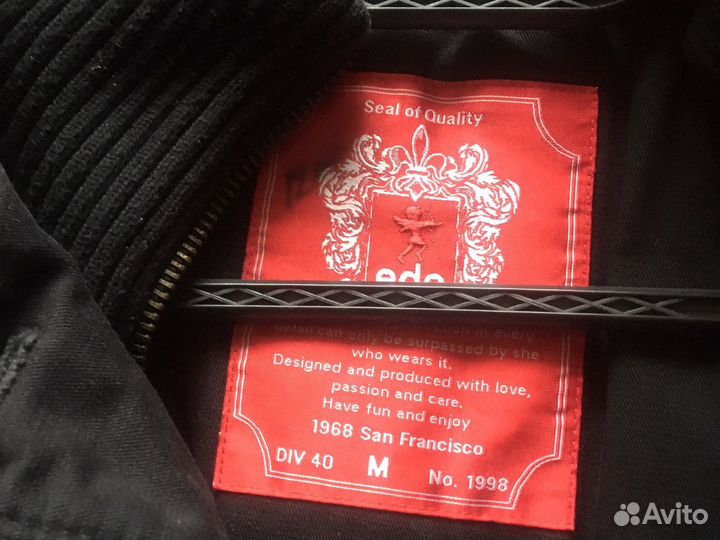 Seal of Quality
edc
detail can only be surpassed by she
who wears it.
Designed and produced with love,
passion and care.
Have fun and enjoy
1968 San Francisco
DIV 40 M No. 1998
Avito